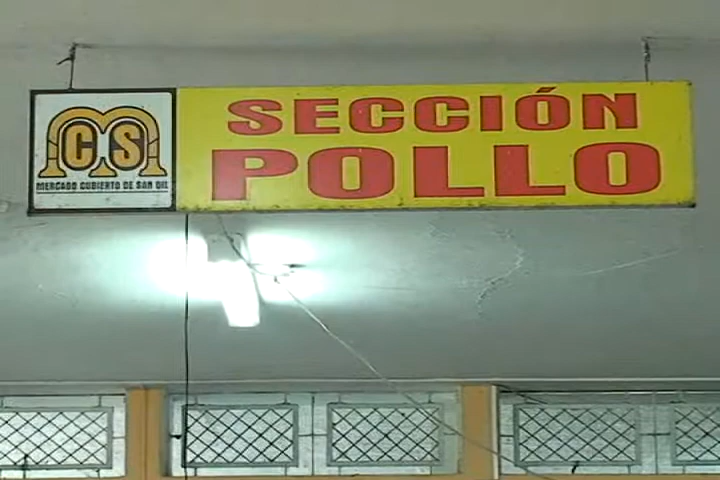 SECCIÓN
POLLO
CS
MERCADO CUBIERTO DE SAN GIL